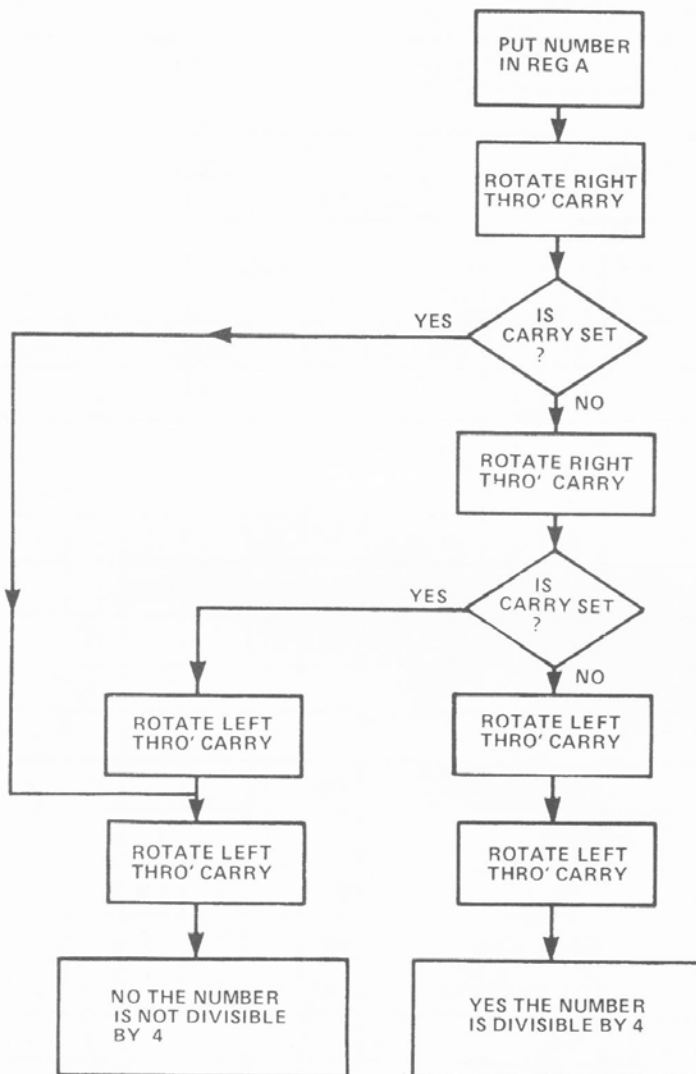 PUT NUMBER
IN REG A
ROTATE RIGHT
THRO' CARRY
IS
CARRY SET
?
YES
NO
ROTATE RIGHT
THRO' CARRY
IS
CARRY SET
?
YES
NO
ROTATE LEFT
THRO' CARRY
ROTATE LEFT
THRO' CARRY
ROTATE LEFT
THRO' CARRY
ROTATE LEFT
THRO' CARRY
NO THE NUMBER
IS NOT DIVISIBLE
BY 4
YES THE NUMBER
IS DIVISIBLE BY 4